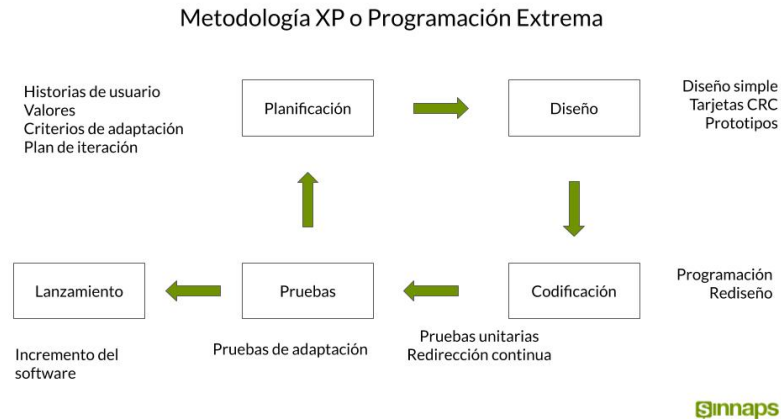 Metodología XP o Programación Extrema
Historias de usuario
Valores
Criterios de adaptación
Plan de iteración
Planificación
Diseño
Diseño simple
Tarjetas CRC
Prototipos
Lanzamiento
Pruebas
Codificación
Programación
Rediseño
Incremento del
software
Pruebas de adaptación
Pruebas unitarias
Redirección continua
Sinnaps